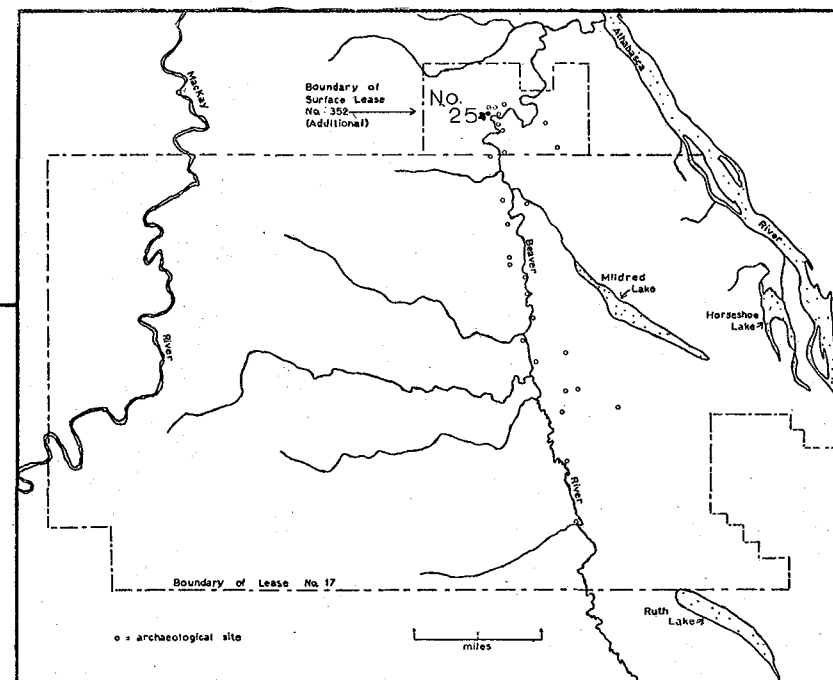 MacKay
River
Boundary of
Surface Lease
No. 352
(Additional)
No.
25
Athabasca
River
Beaver
River
Mildred
Lake
Horseshoe
Lake
Boundary of Lease No. 17
Ruth
Lake
o = archaeological site
miles